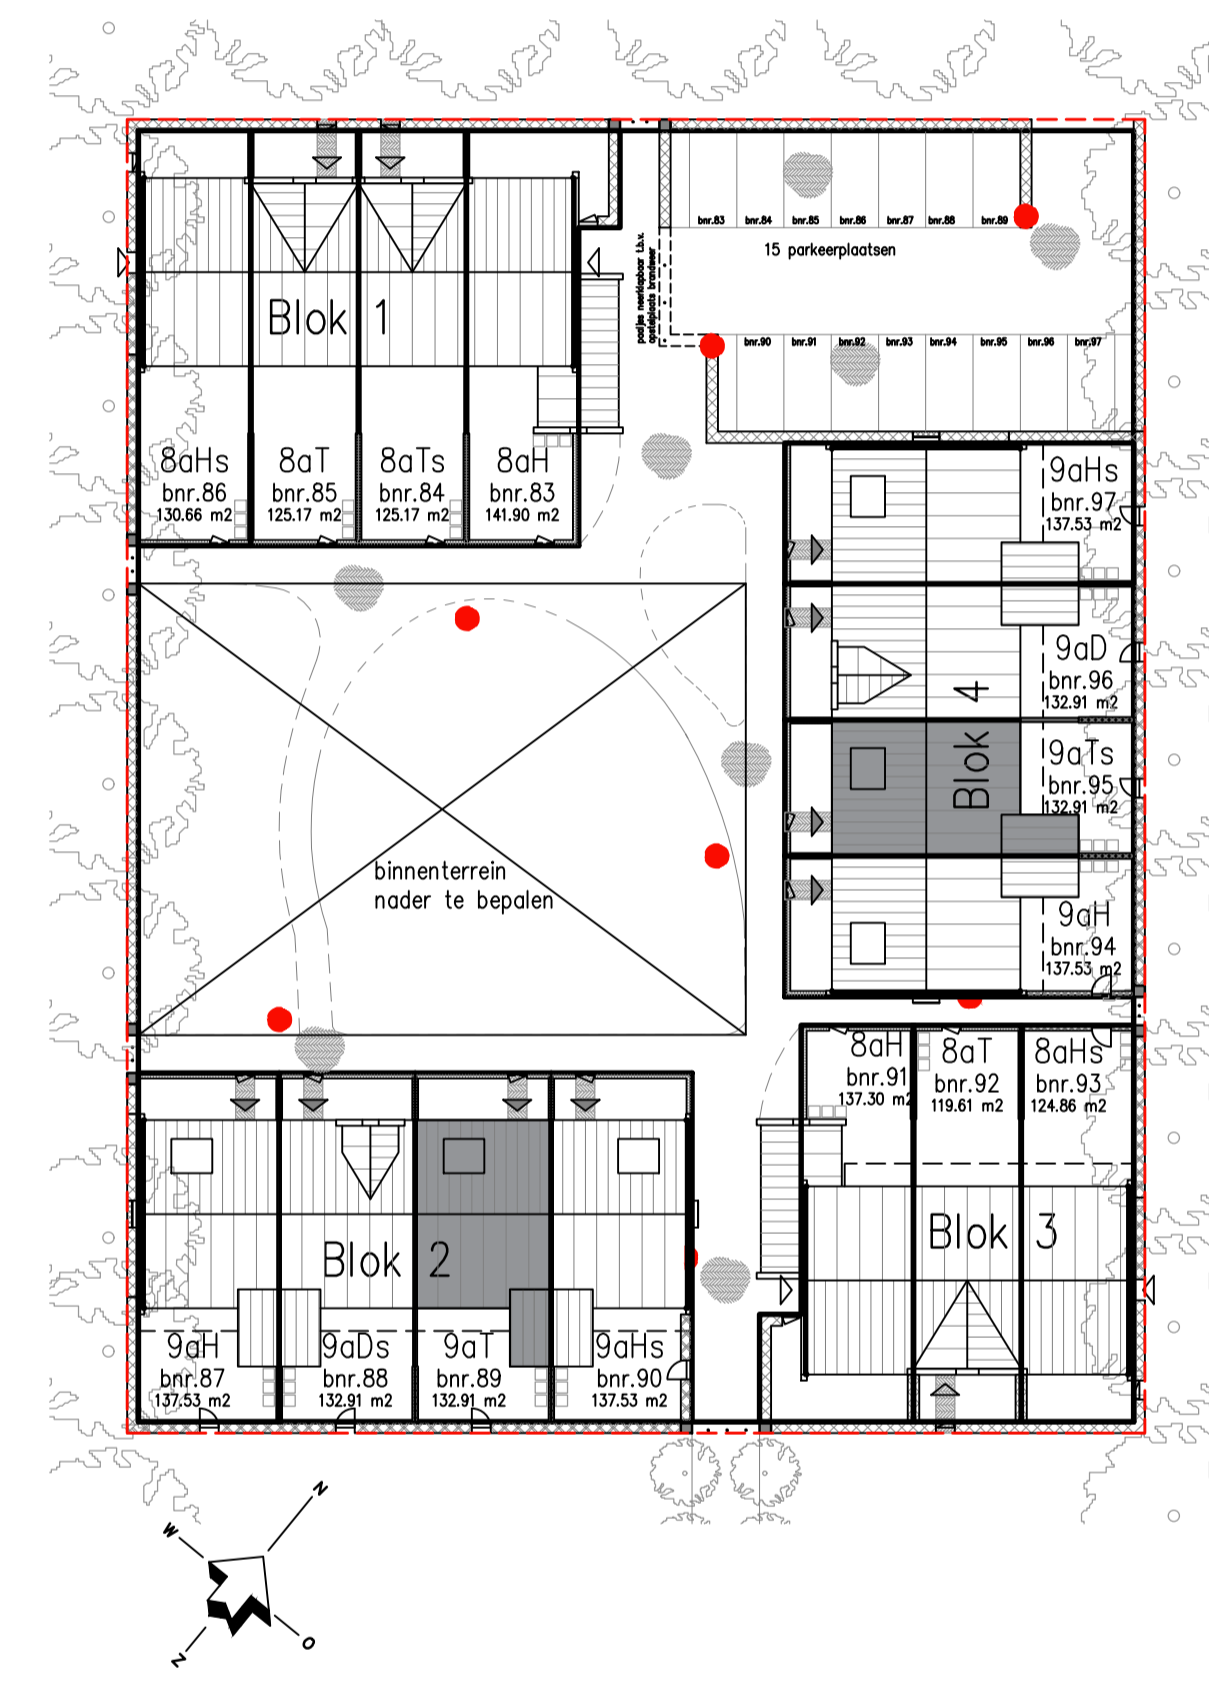 bnr.83 bnr.84 bnr.85 bnr.86 bnr.87 bnr.88 bnr.89
15 parkeerplaatsen
paaltjes neerklapbaar t.b.v.
opstelplaats brandweer
bnr.90 bnr.91 bnr.92 bnr.93 bnr.94 bnr.95 bnr.96 bnr.97
Blok 1
8aHs
bnr.86
130.66 m2
8aT
bnr.85
125.17 m2
8aTs
bnr.84
125.17 m2
8aH
bnr.83
141.90 m2
9aHs
bnr.97
137.53 m2
9aD
bnr.96
132.91 m2
Blok 4
9aTs
bnr.95
132.91 m2
9aH
bnr.94
137.53 m2
binnenterrein
nader te bepalen
8aH
bnr.91
137.30 m2
8aT
bnr.92
119.61 m2
8aHs
bnr.93
124.86 m2
Blok 3
Blok 2
9aH
bnr.87
137.53 m2
9aDs
bnr.88
132.91 m2
9aT
bnr.89
132.91 m2
9aHs
bnr.90
137.53 m2
N
W
O
Z